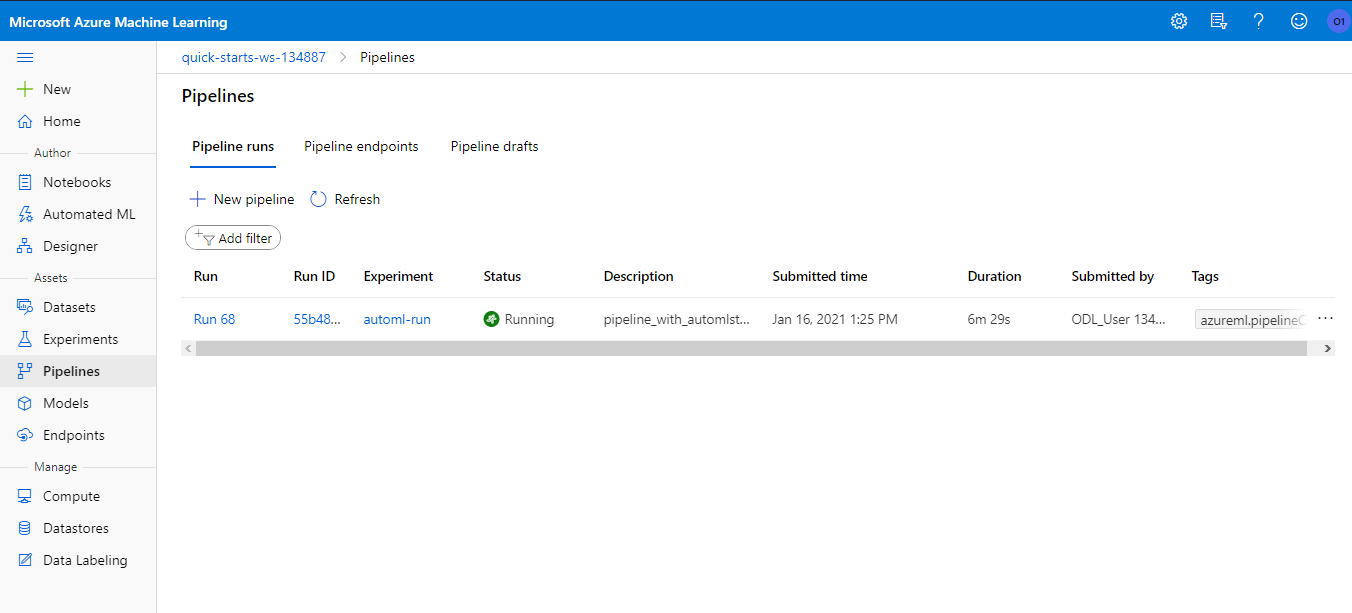 Microsoft Azure Machine Learning
O1
quick-starts-ws-134887 > Pipelines
New
Home
Author
Notebooks
Automated ML
Designer
Assets
Datasets
Experiments
Pipelines
Models
Endpoints
Manage
Compute
Datastores
Data Labeling
Pipelines
Pipeline runs Pipeline endpoints Pipeline drafts
New pipeline Refresh
Add filter
Run Run ID Experiment Status Description Submitted time Duration Submitted by Tags
Run 68 55b48... automl-run Running pipeline_with_automlst... Jan 16, 2021 1:25 PM 6m 29s ODL_User 134... azureml.pipelineC ...